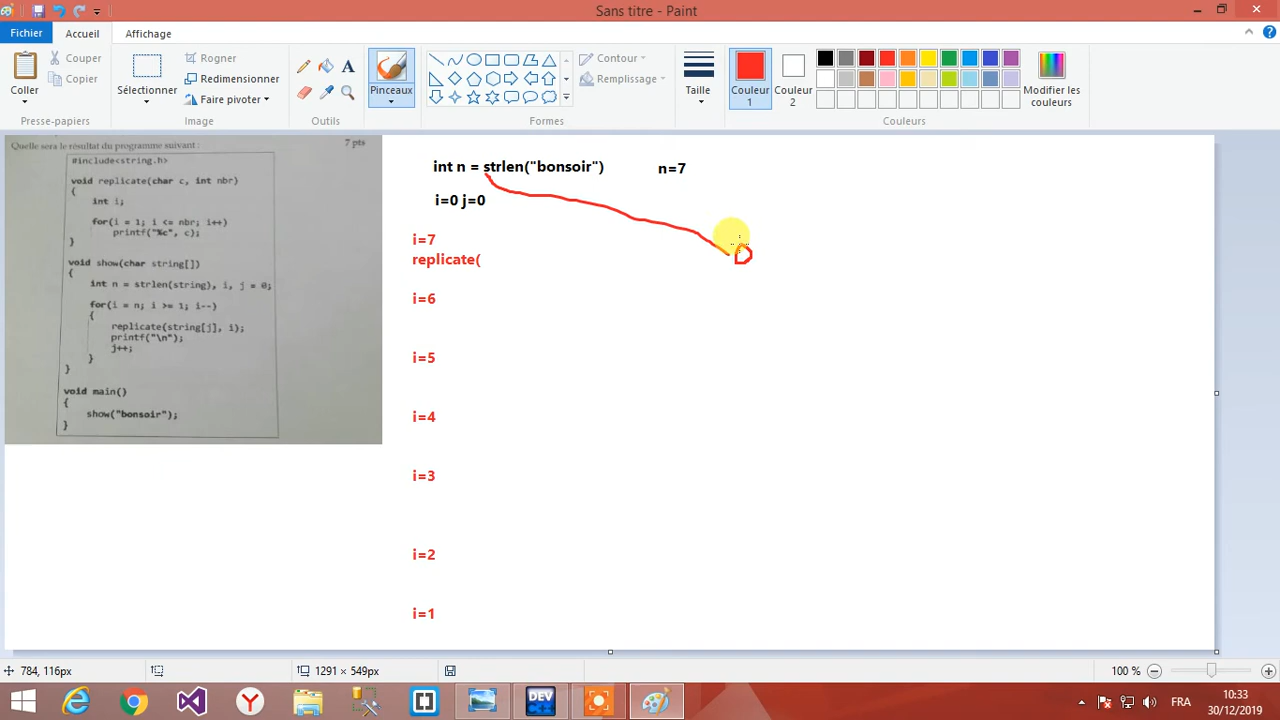 Sans titre - Paint
Fichier Accueil Affichage
Coller
Couper
Copier
Presse-papiers
Sélectionner
Rogner
Redimensionner
Faire pivoter
Image
A
Outils
Pinceaux
Contour
Remplissage
Formes
Taille
Couleur 1
Couleur 2
Modifier les couleurs
Couleurs
Quelle sera le résultat du programme suivant : 7 pts
#include<string.h>
void replicate(char c, int nbr)
{
int i;
for(i = 1; i <= nbr; i++)
printf("%c", c);
}
void show(char string[])
{
int n = strlen(string), i, j = 0;
for(i = n; i >= 1; i--)
{
replicate(string[j], i);
printf("\n");
j++;
}
}
void main()
{
show("bonsoir");
}
int n = strlen("bonsoir") n=7
i=0 j=0
i=7
replicate(
i=6
i=5
i=4
i=3
i=2
i=1
784, 116px
1291 × 549px
100 %
DEV
FRA
10:33
30/12/2019